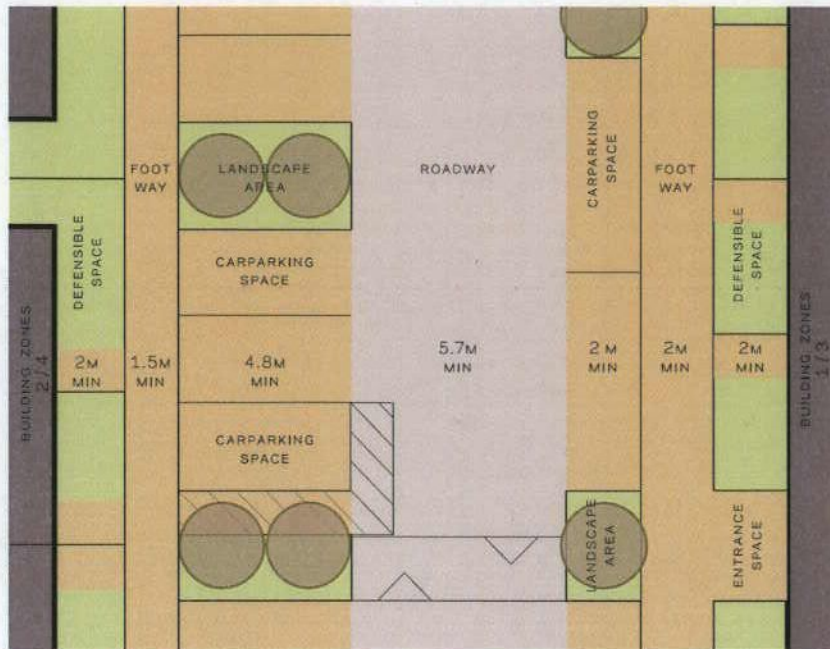 FOOT
WAY
LANDSCAPE
AREA
ROADWAY
CARPARKING
SPACE
FOOT
WAY
DEFENSIBLE
SPACE
DEFENSIBLE
SPACE
CARPARKING
SPACE
BUILDING ZONES
2/4
2M
MIN
1.5M
MIN
4.8M
MIN
5.7M
MIN
2 M
MIN
2M
MIN
2M
MIN
BUILDING ZONES
1/3
CARPARKING
SPACE
LANDSCAPE
AREA
ENTRANCE
SPACE